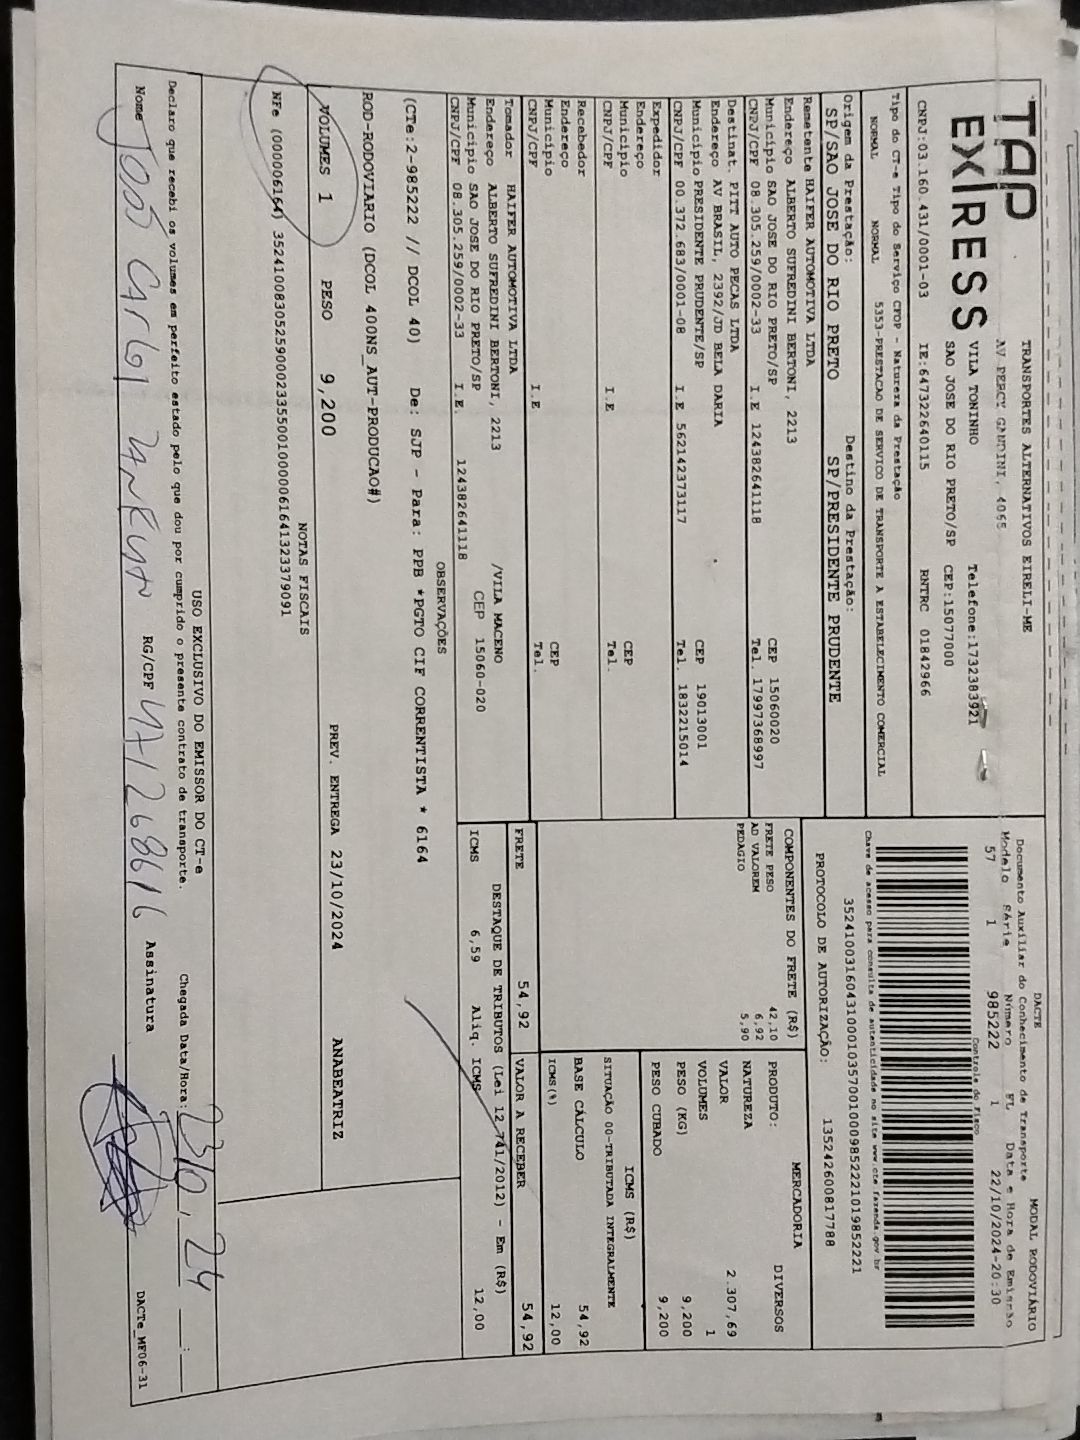 TAP
EXPRESS
TRANSPORTES ALTERNATIVOS EIRELI-ME
AV PERCY GANDINI, 4065
VILA TONINHO Telefone:1732383921
SAO JOSE DO RIO PRETO/SP CEP:15077000
CNPJ:03.160.431/0001-03 IE:647322640115 RNTRC 01842966
Tipo do CT-e Tipo do Serviço CFOP - Natureza da Prestação
NORMAL NORMAL 5353-PRESTACAO DE SERVICO DE TRANSPORTE A ESTABELECIMENTO COMERCIAL
Origem da Prestação: Destino da Prestação:
SP/SAO JOSE DO RIO PRETO SP/PRESIDENTE PRUDENTE
Remetente HAIFER AUTOMOTIVA LTDA
Endereço ALBERTO SUFREDINI BERTONI, 2213
Município SAO JOSE DO RIO PRETO/SP CEP 15060020
CNPJ/CPF 08.305.259/0002-33 I.E 124382641118 Tel. 17997368997
Destinat. PITT AUTO PECAS LTDA
Endereço AV BRASIL, 2392/JD BELA DARIA
Município PRESIDENTE PRUDENTE/SP CEP 19013001
CNPJ/CPF 00.372.683/0001-08 I.E 562142373117 Tel. 1832215014
Expedidor
Endereço
Município CEP
CNPJ/CPF I.E Tel.
Recebedor
Endereço
Município CEP
CNPJ/CPF I.E Tel.
Tomador HAIFER AUTOMOTIVA LTDA
Endereço ALBERTO SUFREDINI BERTONI, 2213 /VILA MACENO
Município SAO JOSE DO RIO PRETO/SP CEP 15060-020
CNPJ/CPF 08.305.259/0002-33 I.E. 124382641118
DACTE MODAL RODOVIÁRIO
Documento Auxiliar do Conhecimento de Transporte
Modelo Série Número FL Data e Hora de Emissão
57 1 985222 1 22/10/2024-20:30
Controle do Fisco
Chave de acesso para consulta de autenticidade no site www.cte.fazenda.gov.br
35241003160431000103570010009852221019852221
PROTOCOLO DE AUTORIZAÇÃO: 135242600817788
COMPONENTES DO FRETE (R$)
FRETE PESO 42,10
AD VALOREM 6,92
PEDAGIO 5,90
MERCADORIA
PRODUTO: DIVERSOS
NATUREZA
VALOR 2.307,69
VOLUMES 1
PESO (KG) 9,200
PESO CUBADO 9,200
ICMS (R$)
SITUAÇÃO 00-TRIBUTADA INTEGRALMENTE
BASE CÁLCULO 54,92
ICMS(%) 12,00
FRETE 54,92 VALOR A RECEBER 54,92
DESTAQUE DE TRIBUTOS (Lei 12.741/2012) - Em (R$)
ICMS 6,59 Aliq. ICMS 12,00
OBSERVAÇÕES
(CTe:2-985222 // DCOL 40) De: SJP - Para: PPB *PGTO CIF CORRENTISTA * 6164
ROD-RODOVIARIO (DCOL 400NS_AUT-PRODUCAO#)
VOLUMES 1 PESO 9,200 PREV. ENTREGA 23/10/2024 ANABEATRIZ
NOTAS FISCAIS
NFe (000006164) 35241008305259000233550010000061641323379091
USO EXCLUSIVO DO EMISSOR DO CT-e
Declaro que recebi os volumes em perfeito estado pelo que dou por cumprido o presente contrato de transporte. Chegada Data/Hora: 23/10/24 __:__
Nome João Carlos RG/CPF Assinatura
DACTe_MF06-31